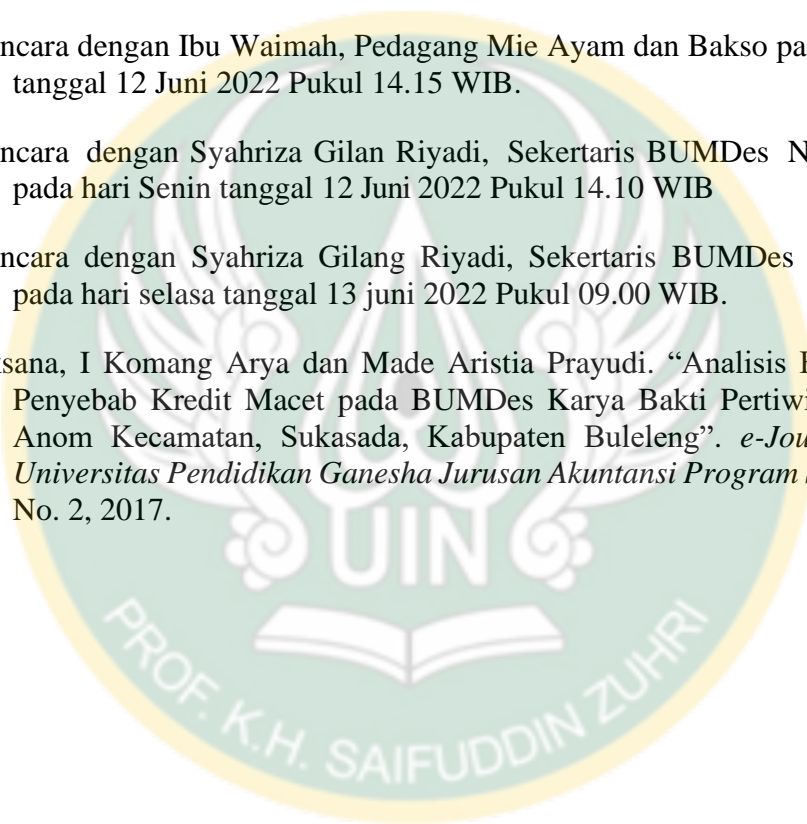 ncara dengan Ibu Waimah, Pedagang Mie Ayam dan Bakso pa
tanggal 12 Juni 2022 Pukul 14.15 WIB.
ncara dengan Syahriza Gilan Riyadi, Sekertaris BUMDes N
pada hari Senin tanggal 12 Juni 2022 Pukul 14.10 WIB
ncara dengan Syahriza Gilang Riyadi, Sekertaris BUMDes
pada hari selasa tanggal 13 juni 2022 Pukul 09.00 WIB.
ksana, I Komang Arya dan Made Aristia Prayudi. “Analisis
Penyebab Kredit Macet pada BUMDes Karya Bakti Pertiwi
Anom Kecamatan, Sukasada, Kabupaten Buleleng”. e-Jou
Universitas Pendidikan Ganesha Jurusan Akuntansi Program
No. 2, 2017.
UIN
PROF. K.H. SAIFUDDIN ZUHRI